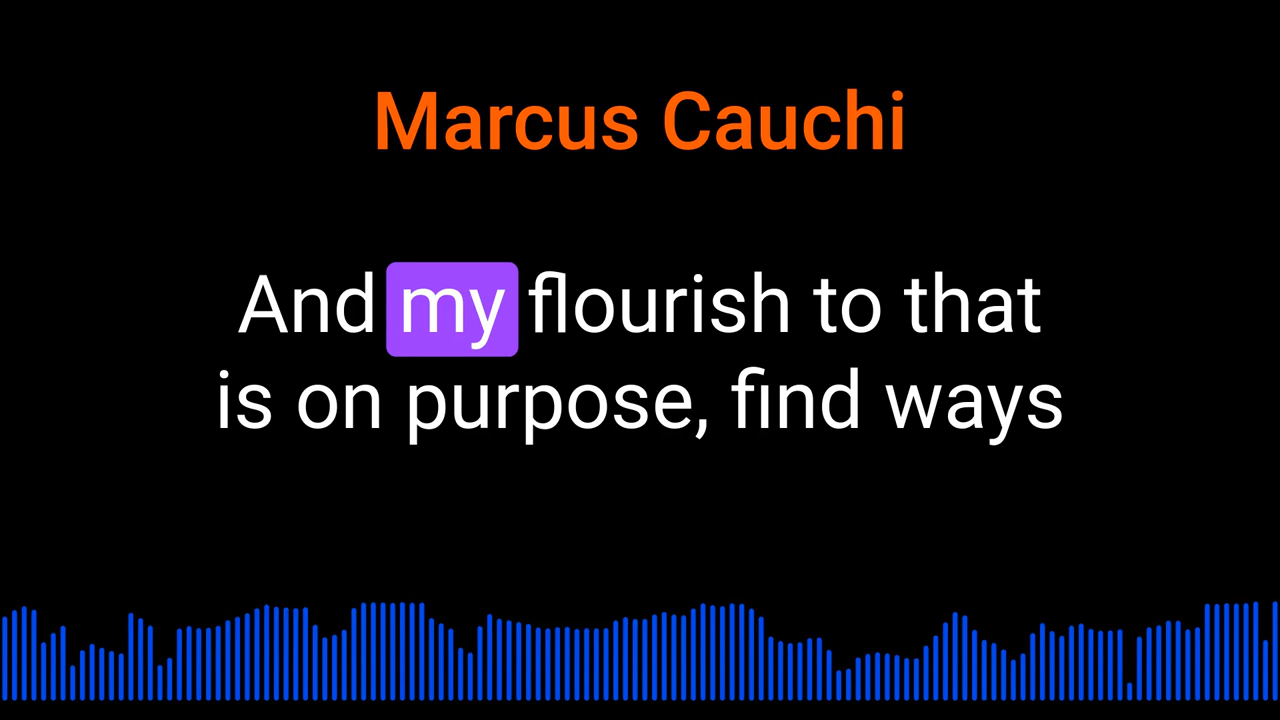 Marcus Cauchi
And my flourish to that
is on purpose, find ways